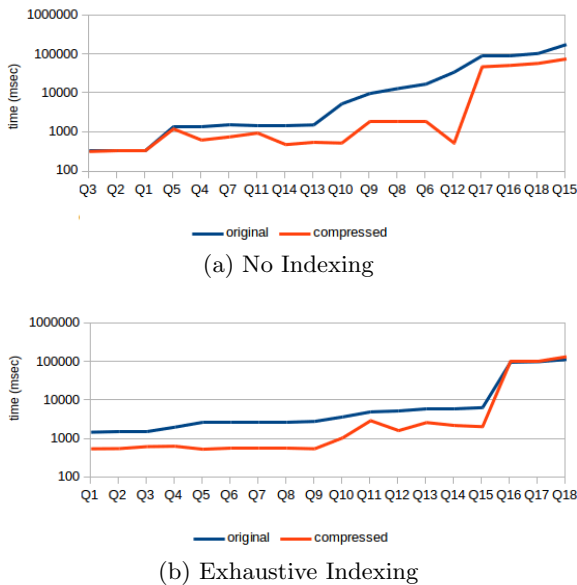 1000000
100000
10000
1000
100
time (msec)
Q3 Q2 Q1 Q5 Q4 Q7 Q11 Q14 Q13 Q10 Q9 Q8 Q6 Q12 Q17 Q16 Q18 Q15
original compressed
(a) No Indexing
1000000
100000
10000
1000
100
time (msec)
Q1 Q2 Q3 Q4 Q5 Q6 Q7 Q8 Q9 Q10 Q11 Q12 Q13 Q14 Q15 Q16 Q17 Q18
original compressed
(b) Exhaustive Indexing